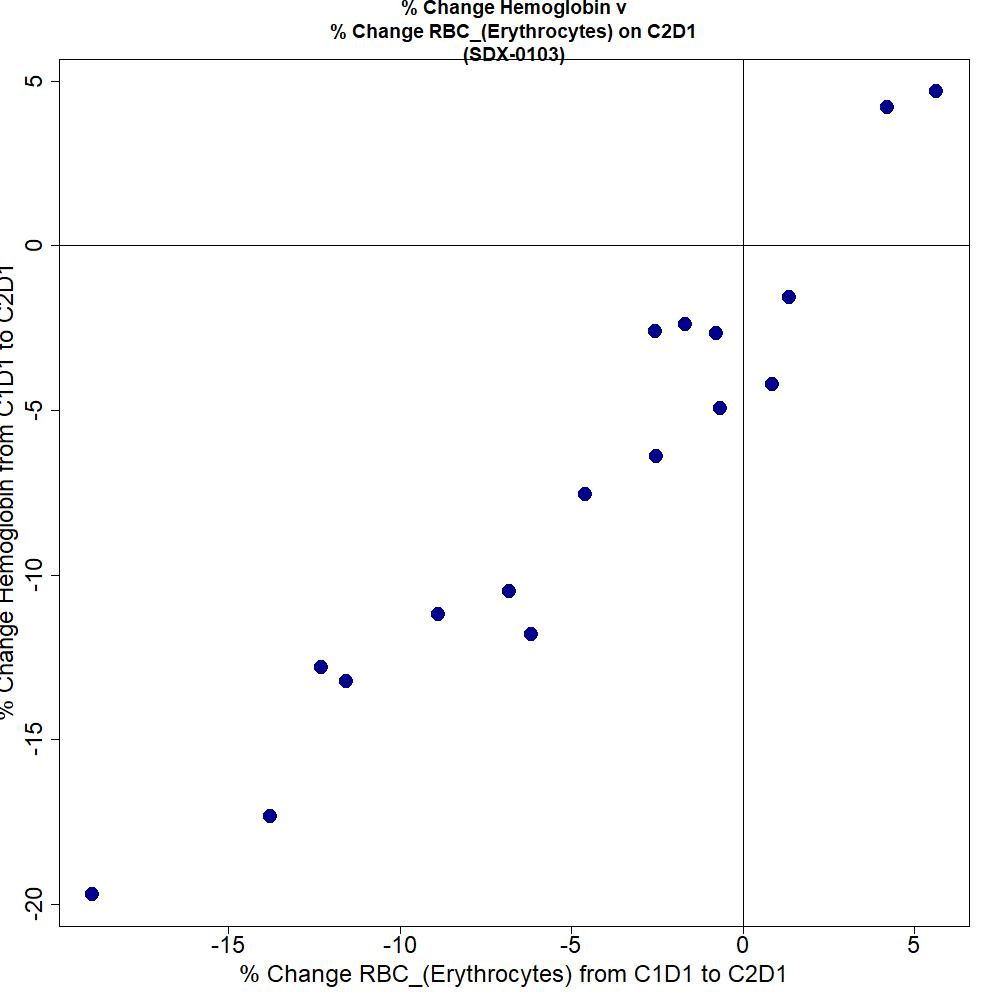 % Change Hemoglobin v
% Change RBC_(Erythrocytes) on C2D1
(SDX-0103)
% Change Hemoglobin from C1D1 to C2D1
5
0
-5
-10
-15
-20
-15
-10
-5
0
5
% Change RBC_(Erythrocytes) from C1D1 to C2D1